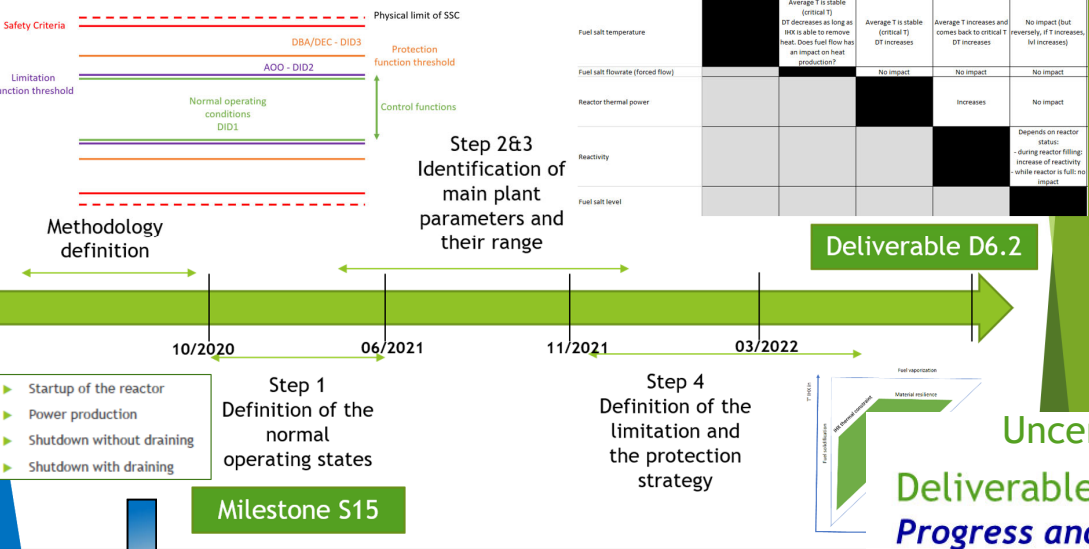 Safety Criteria
Physical limit of SSC
DBA/DEC - DID3
Protection
function threshold
AOO - DID2
Limitation
unction threshold
Normal operating
conditions
DID1
Control functions
Average T is stable
(critical T)
DT decreases as long as
IHX is able to remove
heat. Does fuel flow has
an impact on heat
production?
Fuel salt temperature
Average T is stable
(critical T)
DT increases
Average T increases and
comes back to critical T
DT increases
No impact (but
reversely, if T increases,
lvl increases)
Fuel salt flowrate (forced flow)
No impact
No impact
No impact
Reactor thermal power
Increases
No impact
Reactivity
Depends on reactor
status:
- during reactor filling:
increase of reactivity
- while reactor is full: no
impact
Fuel salt level
Step 2&3
Identification of
main plant
parameters and
their range
Methodology
definition
Deliverable D6.2
10/2020
06/2021
11/2021
03/2022
Startup of the reactor
Power production
Shutdown without draining
Shutdown with draining
Step 1
Definition of the
normal
operating states
Milestone S15
Step 4
Definition of the
limitation and
the protection
strategy
Fuel vaporization
Material resilience
IHX thermal constraint
Fuel solidification
Uncer
Deliverable
Progress and